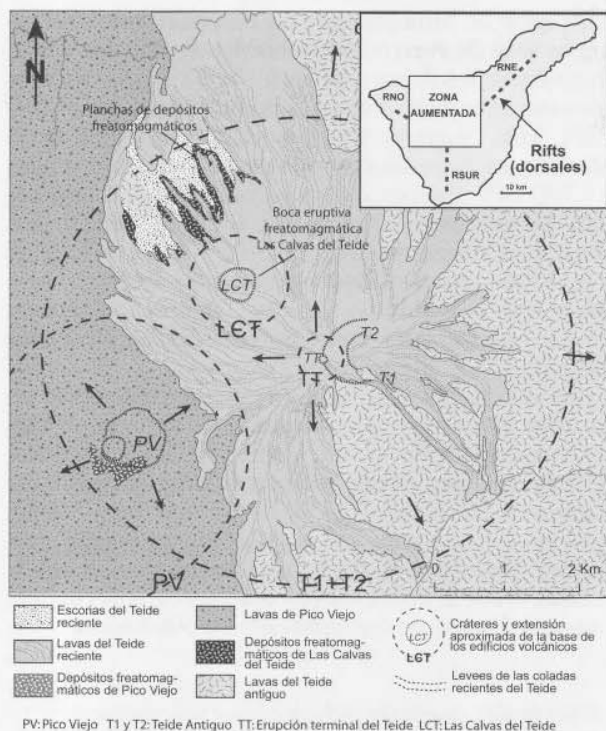 N
Planchas de depósitos
freatomagmáticos
Boca eruptiva
freatomagmática
Las Calvas del Teide
LCT
LCT
T2
TT
TT
T1
PV
PV
T1+T2
0 1 2 Km
RNE
RNO
ZONA
AUMENTADA
Rifts
(dorsales)
RSUR
10 km
Escorias del Teide
reciente
Lavas del Teide
reciente
Depósitos freatomag-
máticos de Pico Viejo
Lavas de Pico Viejo
Depósitos freatomag-
máticos de Las Calvas
del Teide
Lavas del Teide
antiguo
LCT
LCT
Cráteres y extensión
aproximada de la base
de los edificios volcánicos
Levees de las coladas
recientes del Teide
PV: Pico Viejo T1 y T2: Teide Antiguo TT: Erupción terminal del Teide LCT: Las Calvas del Teide